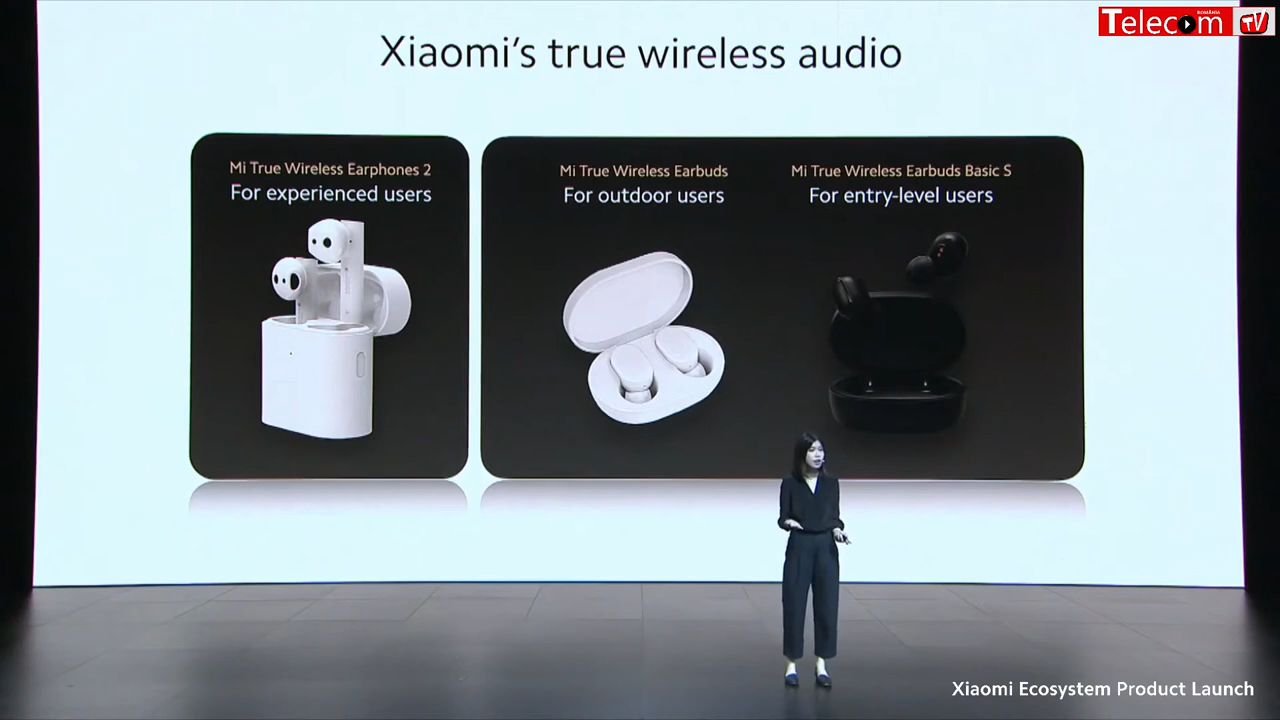 Telecom
ROMÂNIA
TV
Xiaomi's true wireless audio
Mi True Wireless Earphones 2
For experienced users
Mi True Wireless Earbuds
For outdoor users
Mi True Wireless Earbuds Basic S
For entry-level users
Xiaomi Ecosystem Product Launch